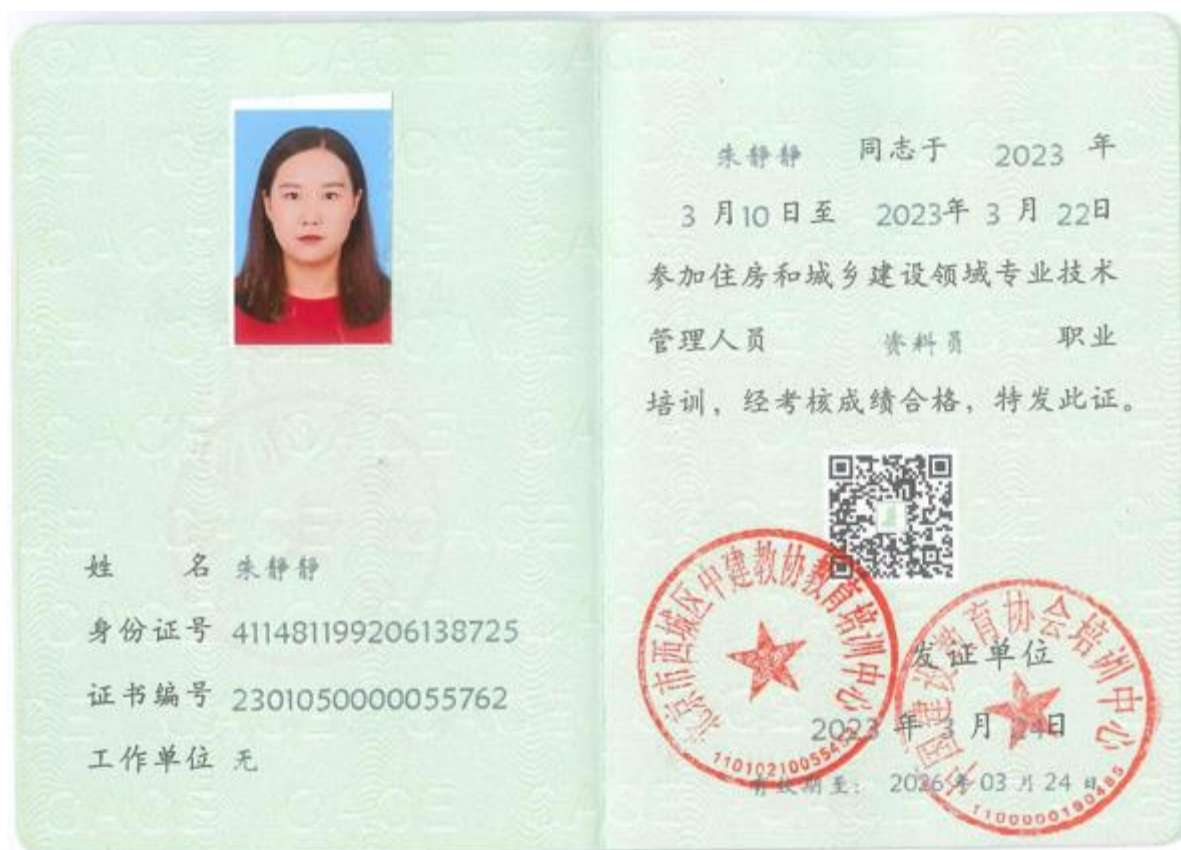 姓 名 朱静静
身份证号 411481199206138725
证书编号 2301050000055762
工作单位 无
朱静静 同志于 2023 年
3 月 10 日至 2023年 3 月 22日
参加住房和城乡建设领域专业技术
管理人员 资料员 职业
培训，经考核成绩合格，特发此证。
北京市西城区中建教协教育培训中心
中国建设教育协会培训中心
发证单位
2023 年 3 月 24日
有效期至： 2026 年 03 月 24 日
1100000190485